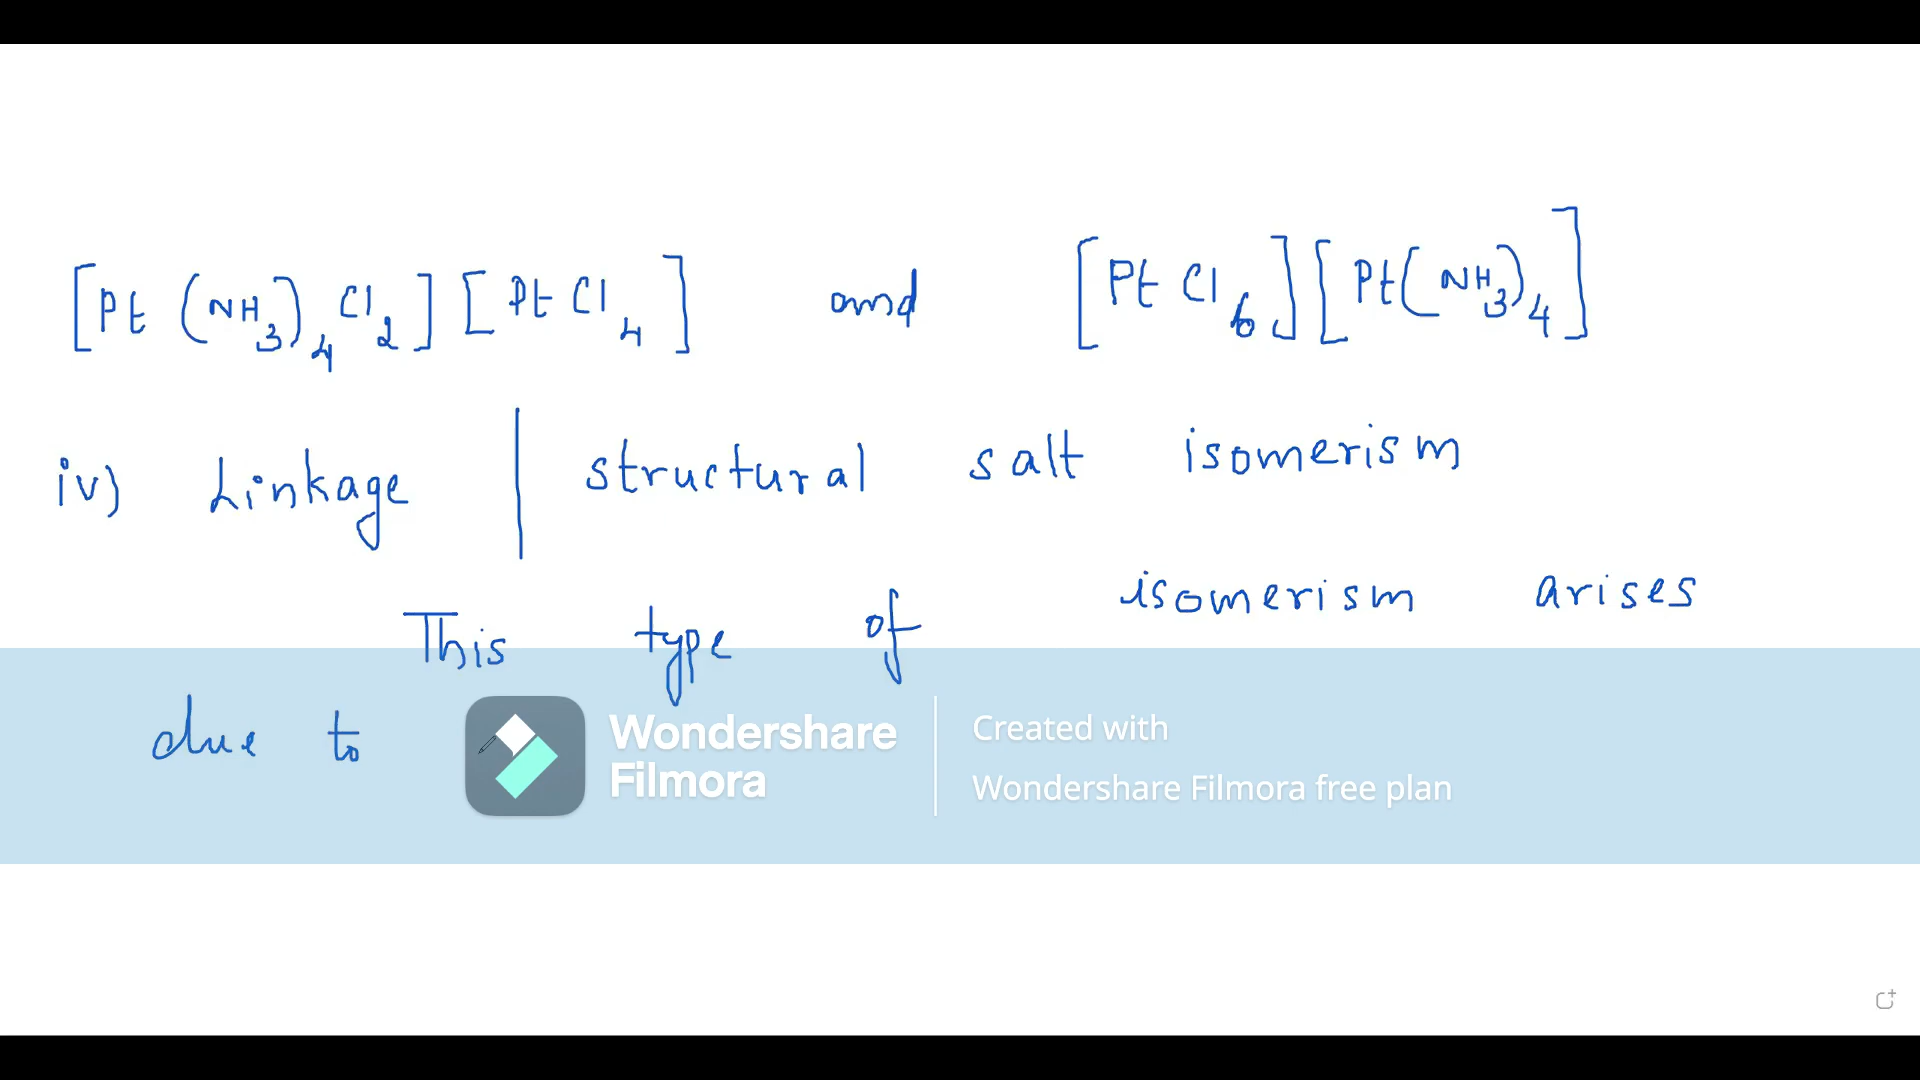 [Pt(NH3)4Cl2][PtCl4] and [PtCl6][Pt(NH3)4]
iv) Linkage | structural salt isomerism
This type of isomerism arises
due to
Wondershare Filmora
Created with
Wondershare Filmora free plan